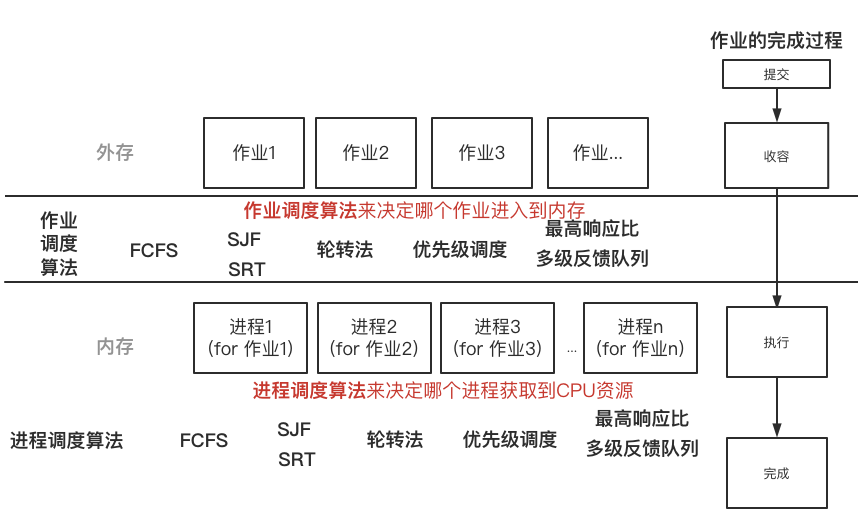 作业的完成过程
提交
外存
作业1
作业2
作业3
作业...
收容
作业调度算法来决定哪个作业进入到内存
作业
调度
算法
FCFS
SJF
SRT
轮转法
优先级调度
最高响应比
多级反馈队列
内存
进程1
(for 作业1)
进程2
(for 作业2)
进程3
(for 作业3)
...
进程n
(for 作业n)
执行
进程调度算法来决定哪个进程获取到CPU资源
进程调度算法
FCFS
SJF
SRT
轮转法
优先级调度
最高响应比
多级反馈队列
完成